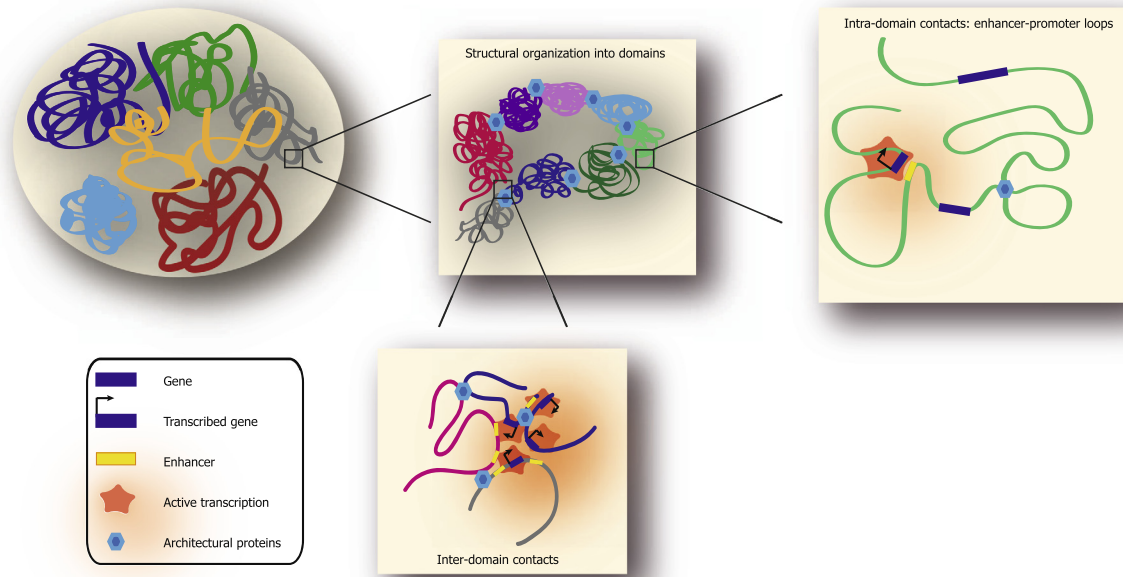 Structural organization into domains
Intra-domain contacts: enhancer-promoter loops
Gene
Transcribed gene
Enhancer
Active transcription
Architectural proteins
Inter-domain contacts